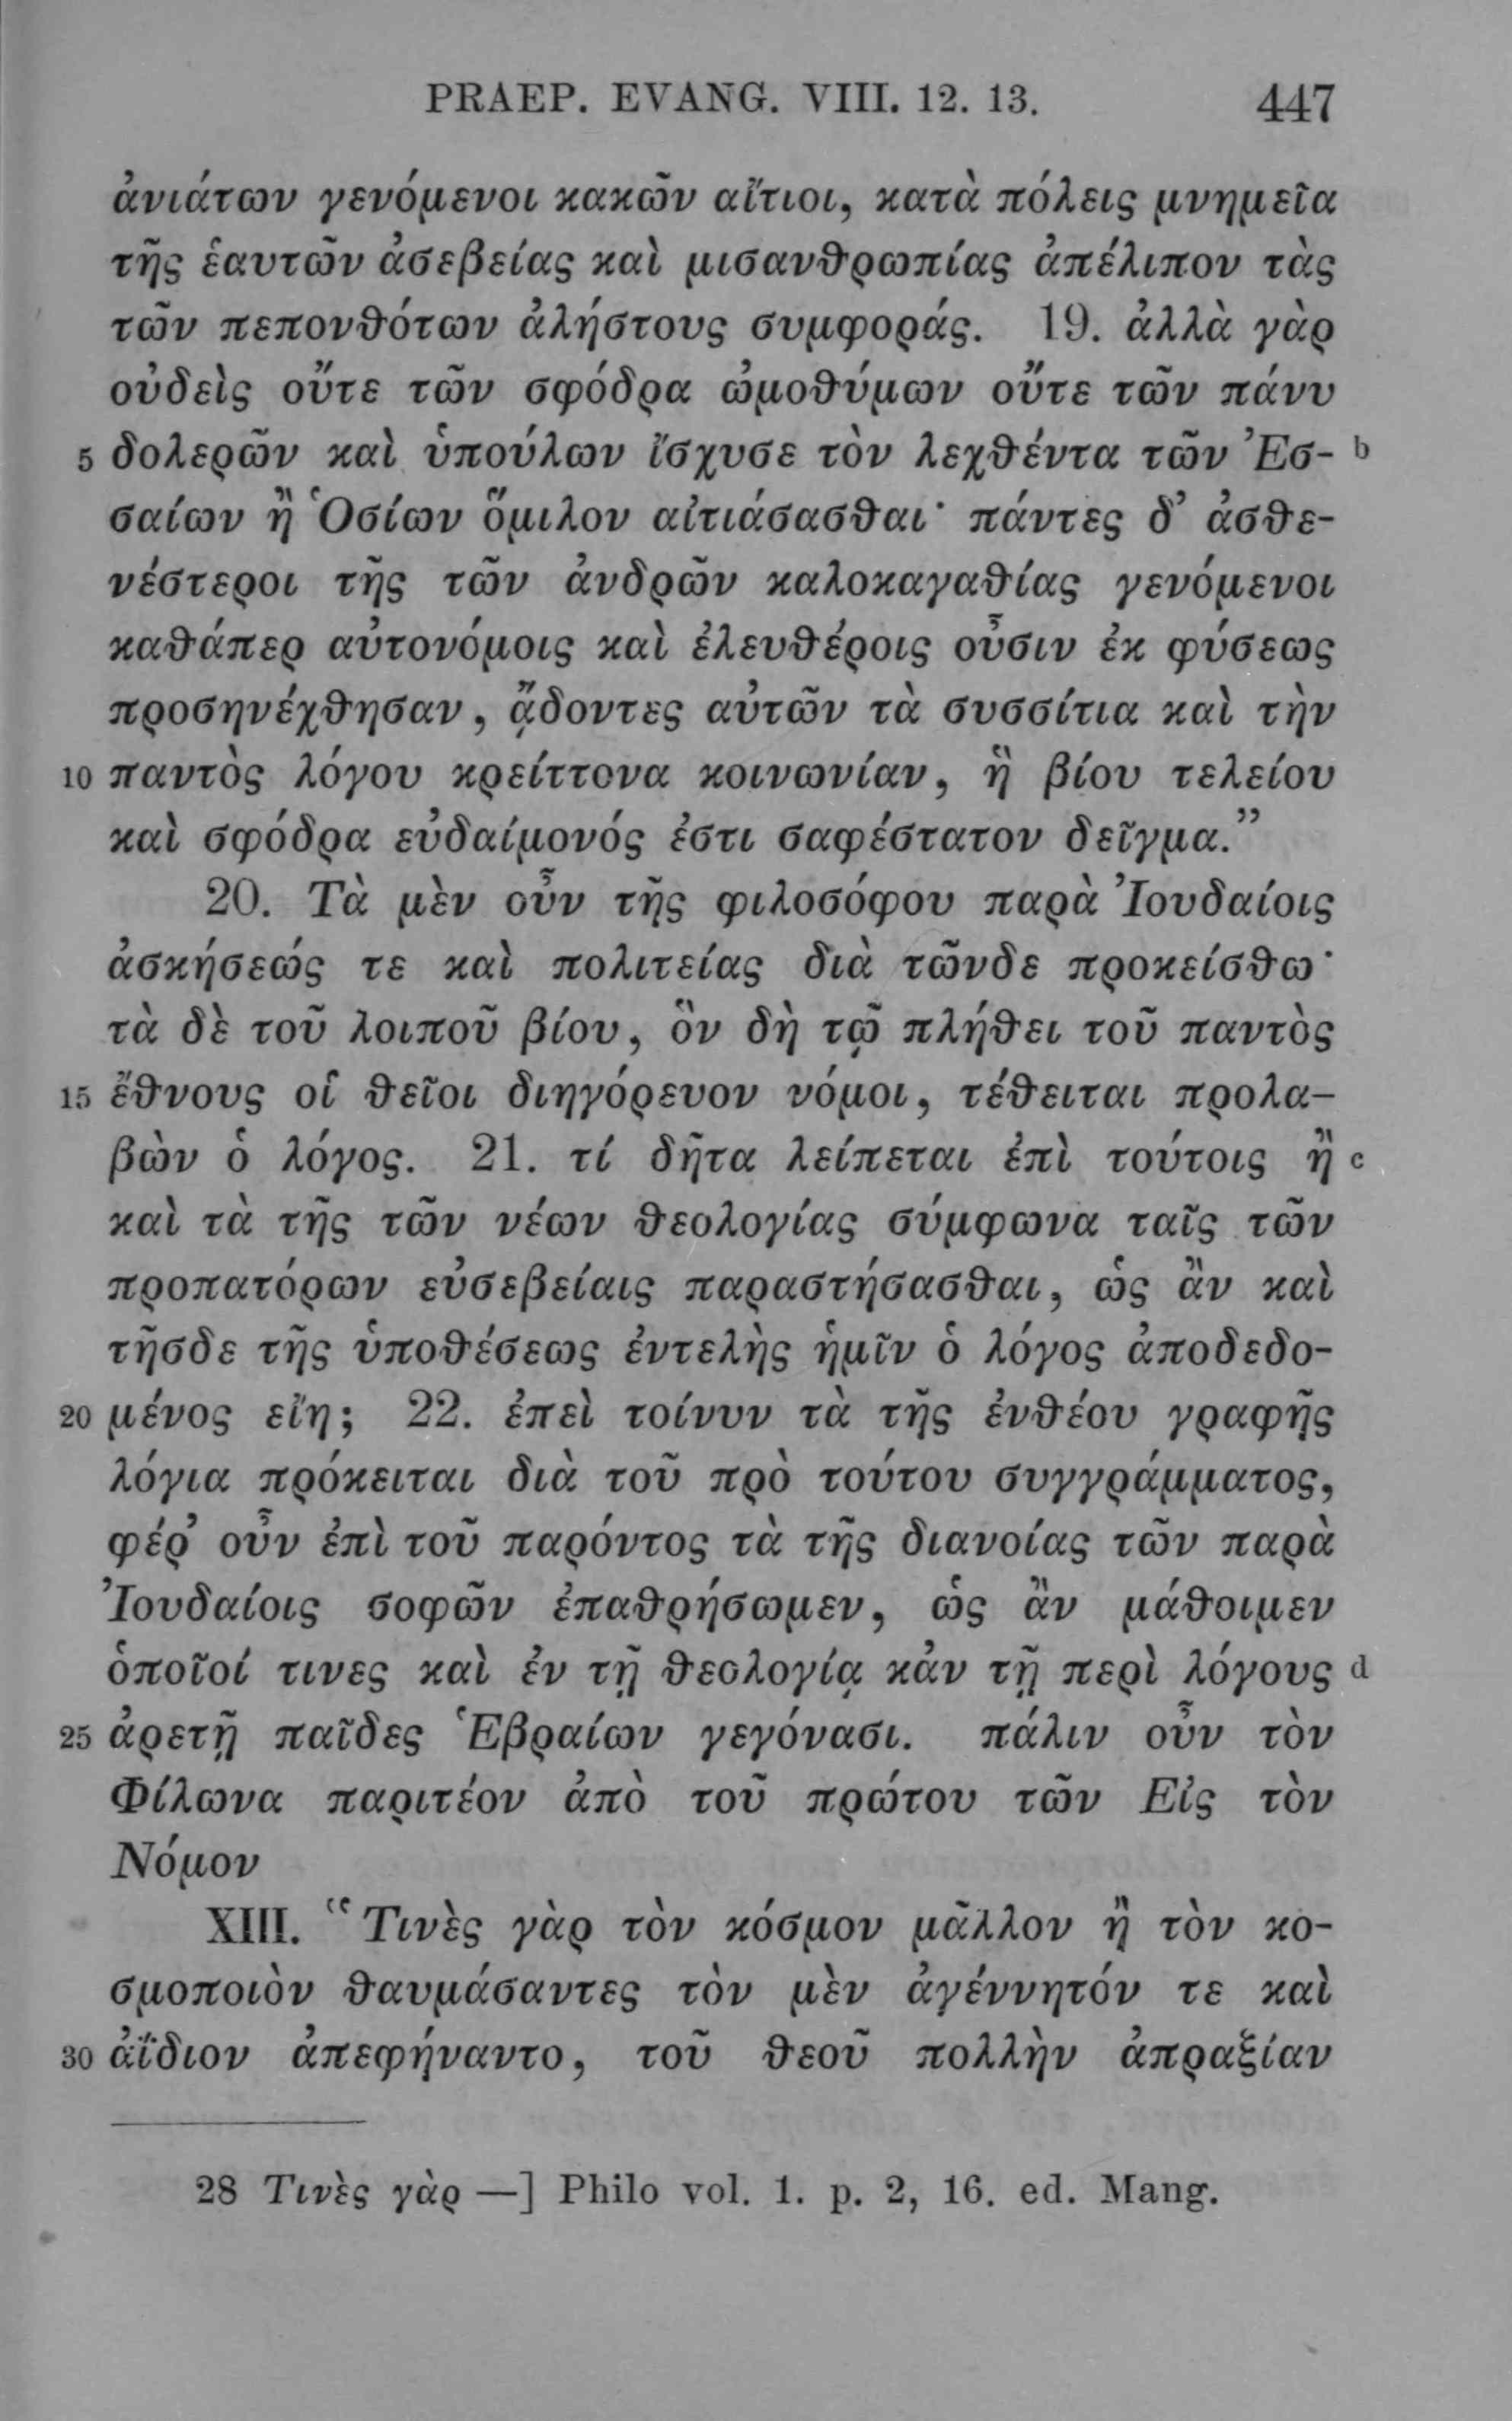 PRAEP. EVANG. VIII. 12. 13. 447
ἀνιάτων γενόμενοι κακῶν αἴτιοι, κατὰ πόλεις μνημεῖα
τῆς ἑαυτῶν ἀσεβείας καὶ μισανθρωπίας ἀπέλιπον τὰς
τῶν πεπονθότων ἀλήστους συμφοράς. 19. ἀλλὰ γὰρ
οὐδεὶς οὔτε τῶν σφόδρα ὠμοθύμων οὔτε τῶν πάνυ
5 δολερῶν καὶ ὑπούλων ἴσχυσε τὸν λεχθέντα τῶν Ἐσ- b
σαίων ἢ Ὁσίων ὅμιλον αἰτιάσασθαι· πάντες δ’ ἀσθε-
νέστεροι τῆς τῶν ἀνδρῶν καλοκαγαθίας γενόμενοι
καθάπερ αὐτονόμοις καὶ ἐλευθέροις οὖσιν ἐκ φύσεως
προσηνέχθησαν, ᾄδοντες αὐτῶν τὰ συσσίτια καὶ τὴν
10 παντὸς λόγου κρείττονα κοινωνίαν, ἣ βίου τελείου
καὶ σφόδρα εὐδαίμονός ἐστι σαφέστατον δεῖγμα.”
20. Τὰ μὲν οὖν τῆς φιλοσόφου παρὰ Ἰουδαίοις
ἀσκήσεώς τε καὶ πολιτείας διὰ τῶνδε προκείσθω·
τὰ δὲ τοῦ λοιποῦ βίου, ὃν δὴ τῷ πλήθει τοῦ παντὸς
15 ἔθνους οἱ θεῖοι διηγόρευον νόμοι, τέθειται προλα-
βὼν ὁ λόγος. 21. τί δῆτα λείπεται ἐπὶ τούτοις ἢ c
καὶ τὰ τῆς τῶν νέων θεολογίας σύμφωνα ταῖς τῶν
προπατόρων εὐσεβείαις παραστήσασθαι, ὡς ἂν καὶ
τῆσδε τῆς ὑποθέσεως ἐντελὴς ἡμῖν ὁ λόγος ἀποδεδο-
20 μένος εἴη; 22. ἐπεὶ τοίνυν τὰ τῆς ἐνθέου γραφῆς
λόγια πρόκειται διὰ τοῦ πρὸ τούτου συγγράμματος,
φέρ’ οὖν ἐπὶ τοῦ παρόντος τὰ τῆς διανοίας τῶν παρὰ
Ἰουδαίοις σοφῶν ἐπαθρήσωμεν, ὡς ἂν μάθοιμεν
ὁποῖοί τινες καὶ ἐν τῇ θεολογίᾳ κἀν τῇ περὶ λόγους d
25 ἀρετῇ παῖδες Ἑβραίων γεγόνασι. πάλιν οὖν τὸν
Φίλωνα παριτέον ἀπὸ τοῦ πρώτου τῶν Εἰς τὸν
Νόμον
XIII. “Τινὲς γὰρ τὸν κόσμον μᾶλλον ἢ τὸν κο-
σμοποιὸν θαυμάσαντες τὸν μὲν ἀγέννητόν τε καὶ
30 ἀΐδιον ἀπεφήναντο, τοῦ θεοῦ πολλὴν ἀπραξίαν
28 Τινὲς γὰρ —] Philo vol. 1. p. 2, 16. ed. Mang.